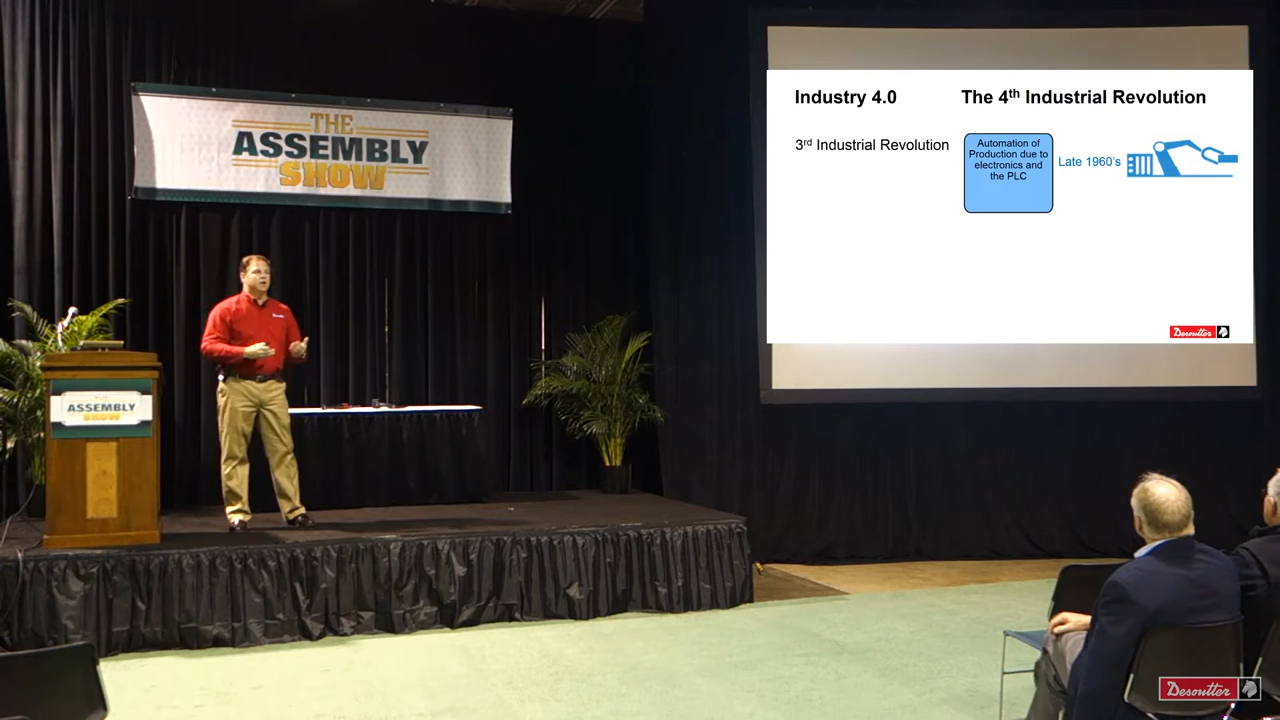 THE
ASSEMBLY
SHOW
Industry 4.0
The 4th Industrial Revolution
3rd Industrial Revolution
Automation of
Production due to
electronics and
the PLC
Late 1960's
Desoutter
THE
ASSEMBLY
SHOW
Desoutter